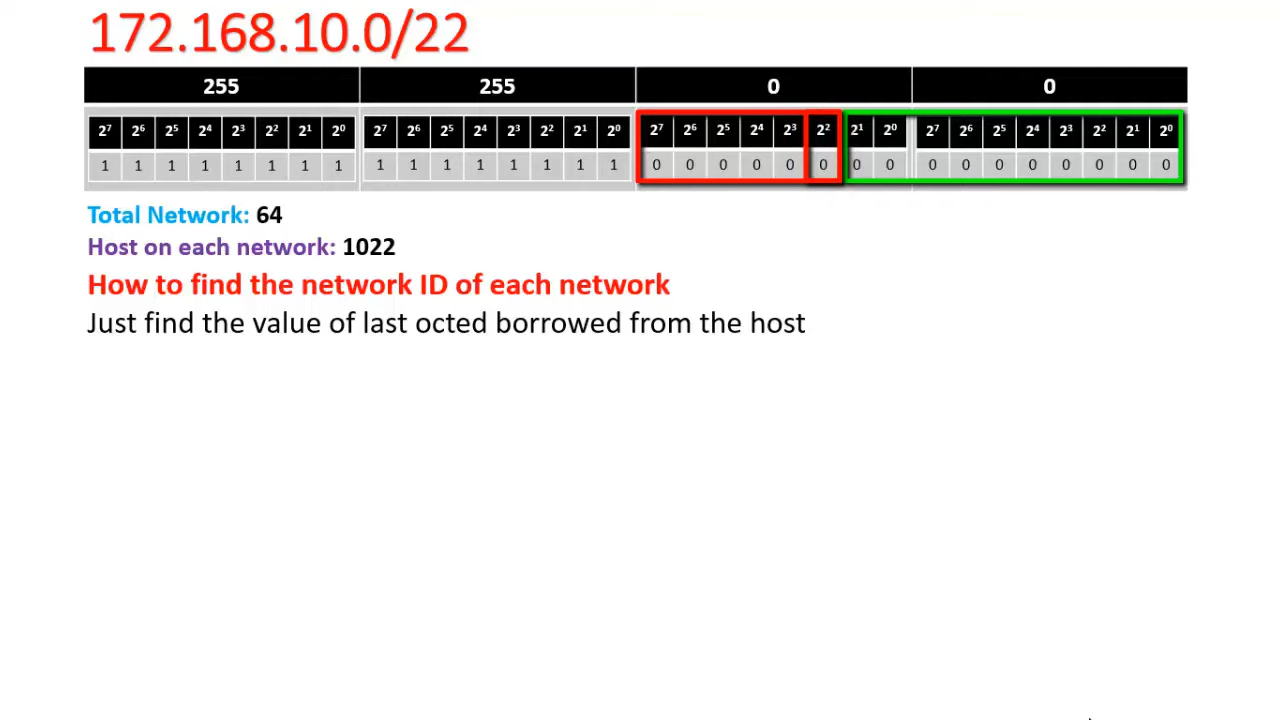 172.168.10.0/22
255 255 0 0
2⁷ 2⁶ 2⁵ 2⁴ 2³ 2² 2¹ 2⁰ 2⁷ 2⁶ 2⁵ 2⁴ 2³ 2² 2¹ 2⁰ 2⁷ 2⁶ 2⁵ 2⁴ 2³ 2² 2¹ 2⁰ 2⁷ 2⁶ 2⁵ 2⁴ 2³ 2² 2¹ 2⁰
1 1 1 1 1 1 1 1 1 1 1 1 1 1 1 1 0 0 0 0 0 0 0 0 0 0 0 0 0 0 0 0
Total Network: 64
Host on each network: 1022
How to find the network ID of each network
Just find the value of last octed borrowed from the host